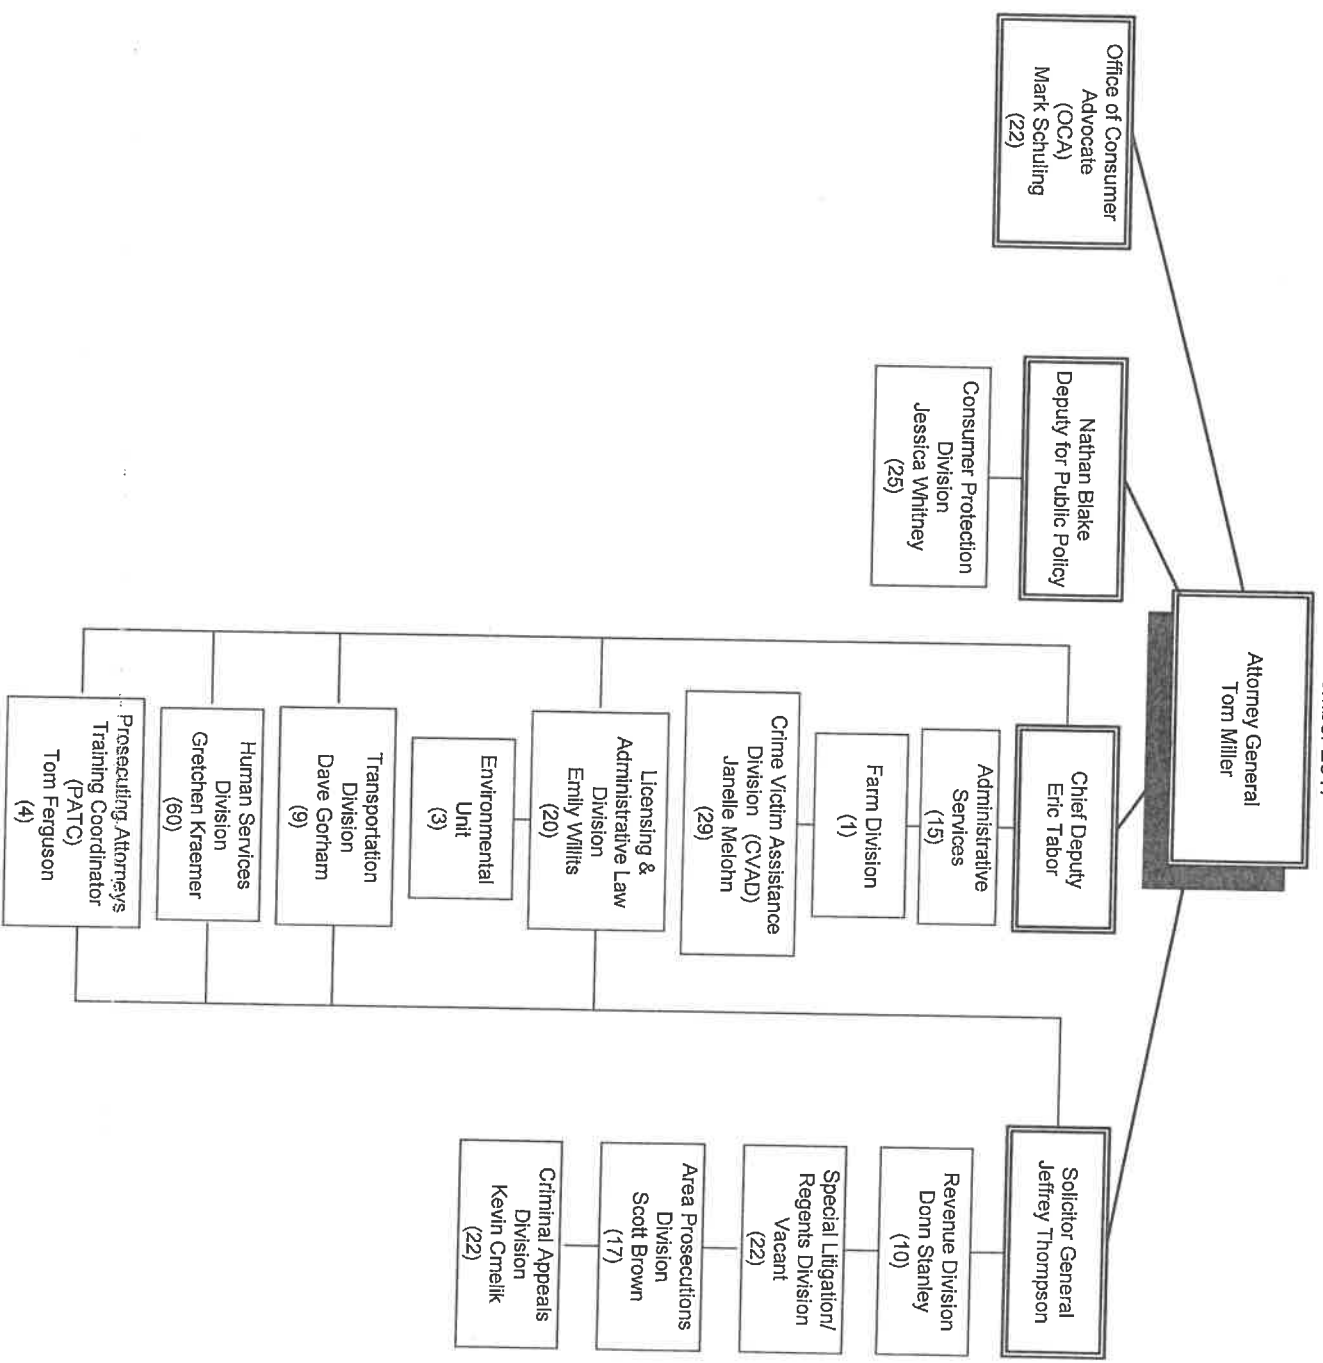 Attorney General
Tom Miller
Office of Consumer
Advocate
(OCA)
Mark Schuling
(22)
Nathan Blake
Deputy for Public Policy
Consumer Protection
Division
Jessica Whitney
(25)
Chief Deputy
Eric Tabor
Administrative
Services
(15)
Farm Division
(1)
Crime Victim Assistance
Division (CVAD)
Janelle Melohn
(29)
Licensing &
Administrative Law
Division
Emily Willits
(20)
Environmental
Unit
(3)
Transportation
Division
Dave Gorham
(9)
Human Services
Division
Gretchen Kraemer
(60)
Prosecuting Attorneys
Training Coordinator
(PATC)
Tom Ferguson
(4)
Solicitor General
Jeffrey Thompson
Revenue Division
Donn Stanley
(10)
Special Litigation/
Regents Division
Vacant
(22)
Area Prosecutions
Division
Scott Brown
(17)
Criminal Appeals
Division
Kevin Cmelik
(22)